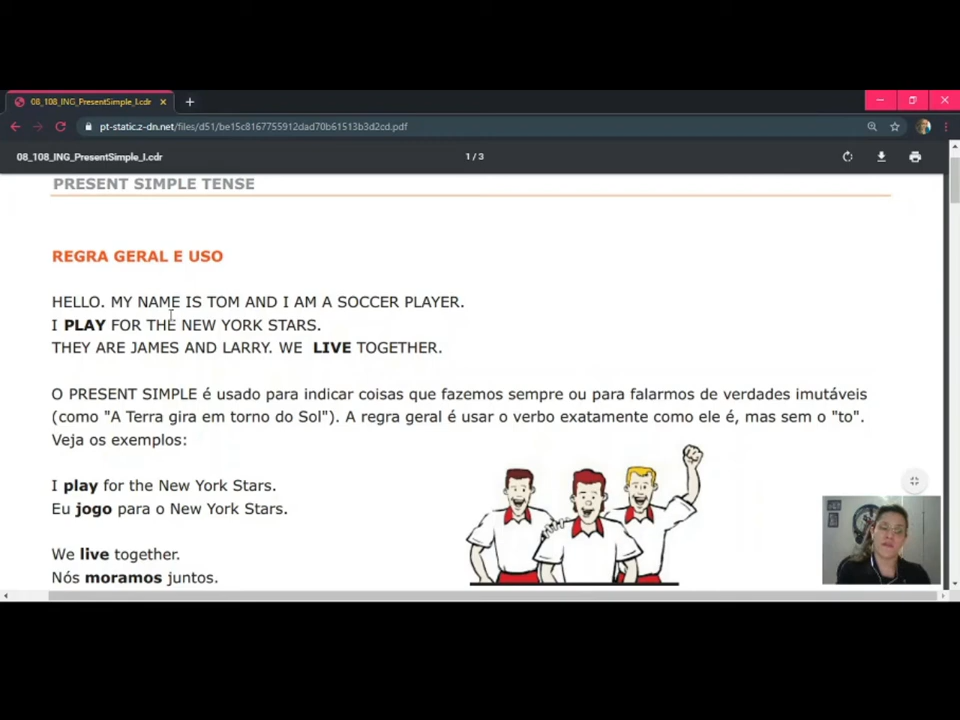 08_108_ING_PresentSimple_I.cdr
pt-static.z-dn.net/files/d51/be15c8167755912dad70b61513b3d2cd.pdf
08_108_ING_PresentSimple_I.cdr
1 / 3
PRESENT SIMPLE TENSE
REGRA GERAL E USO
HELLO. MY NAME IS TOM AND I AM A SOCCER PLAYER.
I PLAY FOR THE NEW YORK STARS.
THEY ARE JAMES AND LARRY. WE LIVE TOGETHER.
O PRESENT SIMPLE é usado para indicar coisas que fazemos sempre ou para falarmos de verdades imutáveis
(como "A Terra gira em torno do Sol"). A regra geral é usar o verbo exatamente como ele é, mas sem o "to".
Veja os exemplos:
I play for the New York Stars.
Eu jogo para o New York Stars.
We live together.
Nós moramos juntos.